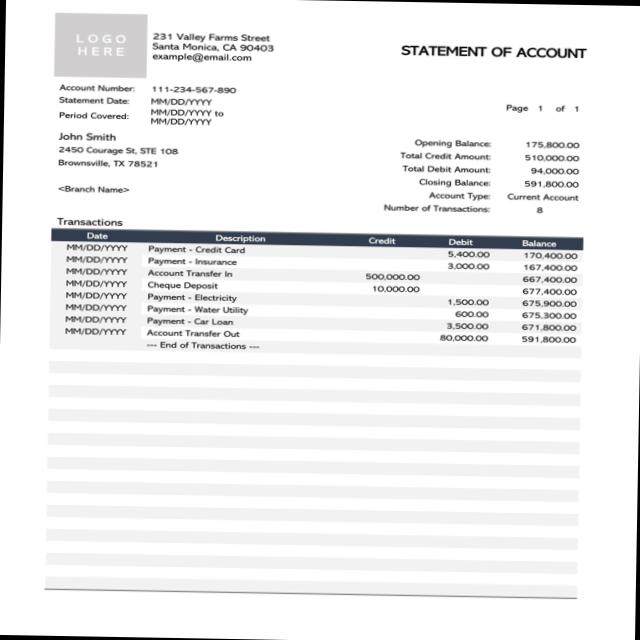 LOGO
HERE
231 Valley Farms Street
Santa Monica, CA 90403
example@email.com
STATEMENT OF ACCOUNT
Account Number: 111-234-567-890
Statement Date: MM/DD/YYYY
Period Covered: MM/DD/YYYY to
MM/DD/YYYY
Page 1 of 1
John Smith
2450 Courage St, STE 108
Brownsville, TX 78521
<Branch Name>
Opening Balance: 175,800.00
Total Credit Amount: 510,000.00
Total Debit Amount: 94,000.00
Closing Balance: 591,800.00
Account Type: Current Account
Number of Transactions: 8
Transactions
Date Description Credit Debit Balance
MM/DD/YYYY Payment - Credit Card 5,400.00 170,400.00
MM/DD/YYYY Payment - Insurance 3,000.00 167,400.00
MM/DD/YYYY Account Transfer In 500,000.00 667,400.00
MM/DD/YYYY Cheque Deposit 10,000.00 677,400.00
MM/DD/YYYY Payment - Electricity 1,500.00 675,900.00
MM/DD/YYYY Payment - Water Utility 600.00 675,300.00
MM/DD/YYYY Payment - Car Loan 3,500.00 671,800.00
MM/DD/YYYY Account Transfer Out 80,000.00 591,800.00
--- End of Transactions ---